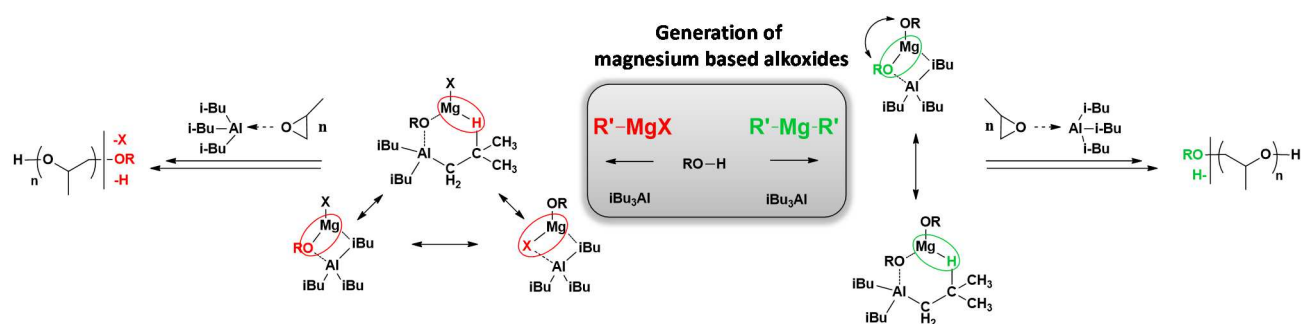 Generation of
magnesium based alkoxides
R'-MgX
R'-Mg-R'
RO-H
iBu₃Al
iBu₃Al
H
O
n
-X
OR
-H
i-Bu
i-Bu
Al
i-Bu
O
n
X
Mg
H
RO
iBu
Al
iBu
C
CH₃
CH₃
CH₂
X
Mg
RO
iBu
Al
iBu iBu
OR
Mg
X
iBu
Al
iBu iBu
OR
Mg
RO
iBu
Al
iBu iBu
OR
Mg
RO
H
iBu
Al
iBu
C
CH₃
CH₃
CH₂
n
O
i-Bu
Al
i-Bu
i-Bu
RO
H-
O
H
n